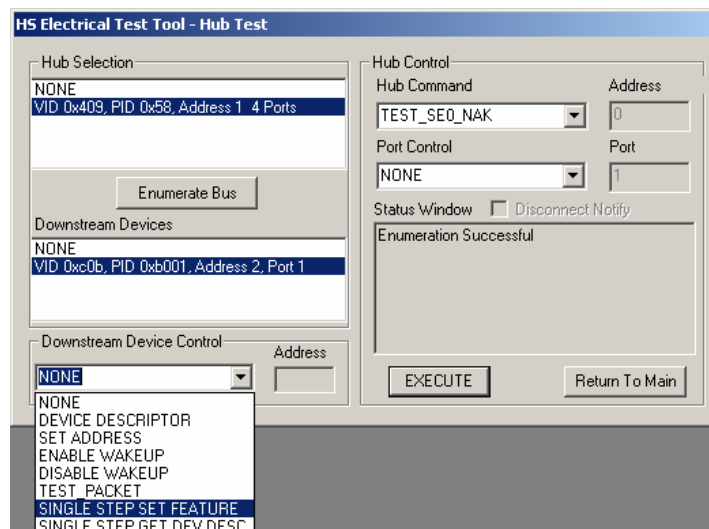 HS Electrical Test Tool - Hub Test
Hub Selection
NONE
VID 0x409, PID 0x58, Address 1 4 Ports
Enumerate Bus
Downstream Devices
NONE
VID 0xc0b, PID 0xb001, Address 2, Port 1
Downstream Device Control
Address
NONE
NONE
DEVICE DESCRIPTOR
SET ADDRESS
ENABLE WAKEUP
DISABLE WAKEUP
TEST_PACKET
SINGLE STEP SET FEATURE
SINGLE STEP GET DEV DESC
Hub Control
Hub Command
Address
TEST_SE0_NAK
0
Port Control
Port
NONE
1
Status Window
Disconnect Notify
Enumeration Successful
EXECUTE
Return To Main